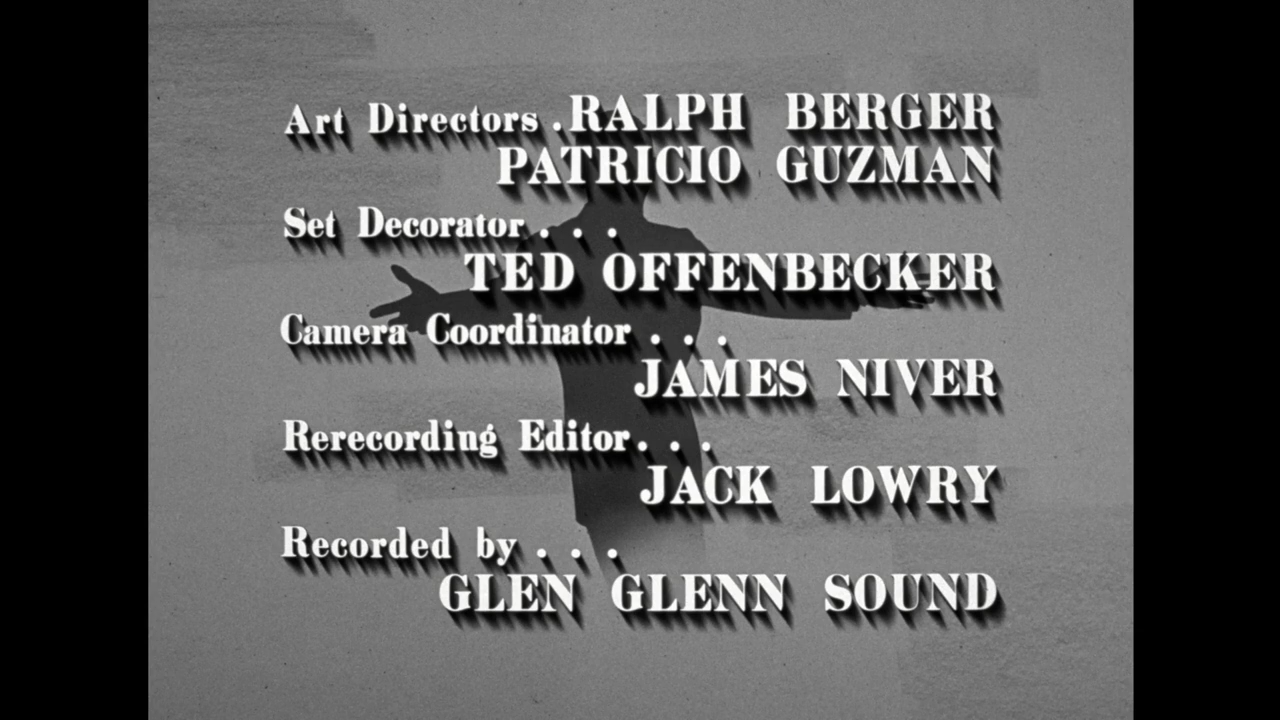 Art Directors . RALPH BERGER
PATRICIO GUZMAN
Set Decorator . . .
TED OFFENBECKER
Camera Coordinator . . .
JAMES NIVER
Rerecording Editor . . .
JACK LOWRY
Recorded by . . .
GLEN GLENN SOUND